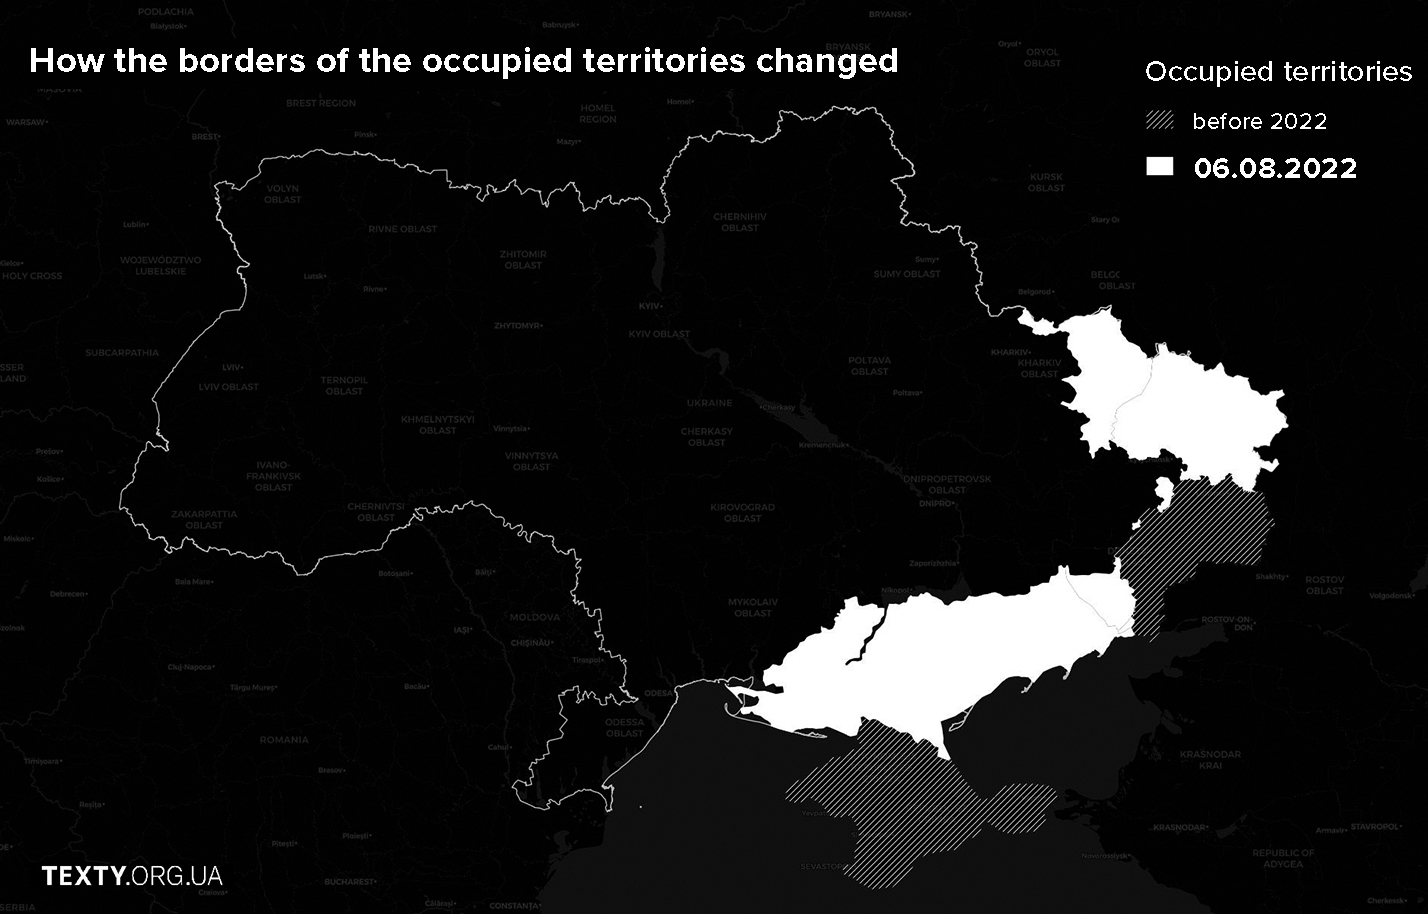 PODLACHIA
Białystok
Bobruysk
BRYANSK
How the borders of the occupied territories changed
BRYANSK
OBLAST
Oryol
ORYOL
OBLAST
Occupied territories
before 2022
06.08.2022
BREST REGION
HOMEL
REGION
Homel
WARSAW
BREST
Pinsk
Mazyr
KURSK
OBLAST
VOLYN
OBLAST
CHERNIHIV
OBLAST
Lublin
RIVNE OBLAST
Stary O
WOJEWÓDZTWO
LUBELSKIE
ZHITOMIR
OBLAST
Sumy
SUMY OBLAST
HOLY CROSS
Lutsk
Rivne
BELGO
OBLAST
Belgorod
KYIV
ZHYTOMYR
KYIV OBLAST
SUBCARPATHIA
KHARKIV
KHARKIV
OBLAST
POLTAVA
OBLAST
LVIV
LVIV OBLAST
TERNOPIL
OBLAST
Poltava
UKRAINE
Cherkasy
KHMELNYTSKYI
OBLAST
Vinnytsia
CHERKASY
OBLAST
Kremenchuk
Prešov
VINNYTSYA
OBLAST
IVANO-
FRANKIVSK
OBLAST
Košice
DNIPROPETROVSK
OBLAST
DNIPRO
CHERNIVTSI
OBLAST
KIROVOGRAD
OBLAST
ZAKARPATTIA
OBLAST
Miskolc
Zaporizhzhia
Botoșani
Bălți
Baia Mare
Debrecen
Nikopol
Shakhty
ROSTOV
OBLAST
Volgodonsk
MYKOLAIV
OBLAST
MOLDOVA
IAȘI
CHIȘINĂU
ROSTOV-ON-
DON
Tiraspol
Cluj-Napoca
Târgu Mureș
Bacău
ODESA
ODESSA
OBLAST
ROMANIA
Cahul
Timișoara
Brașov
KRASNODAR
KRAI
Reșița
Ploiești
Pitești
SEVASTOPOL
KRASNODAR
Armavir
STAVROPOL
Novorossiysk
REPUBLIC OF
ADYGEA
TEXTY.ORG.UA
BUCHAREST
Craiova
Călărași
CONSTANȚA
SERBIA
Cherkessk